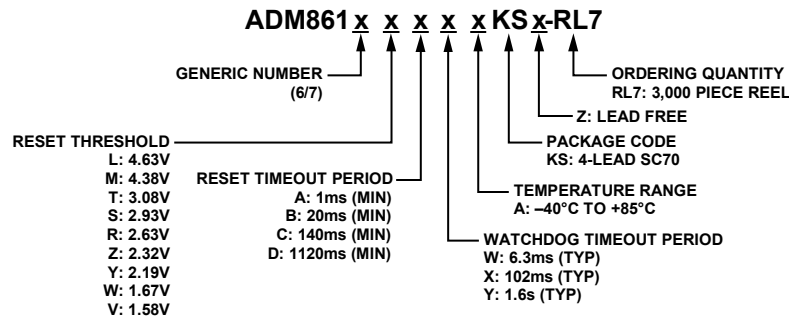 ADM861 x x x x x KS x-RL7
GENERIC NUMBER
(6/7)
ORDERING QUANTITY
RL7: 3,000 PIECE REEL
Z: LEAD FREE
RESET THRESHOLD
L: 4.63V
M: 4.38V
T: 3.08V
S: 2.93V
R: 2.63V
Z: 2.32V
Y: 2.19V
W: 1.67V
V: 1.58V
RESET TIMEOUT PERIOD
A: 1ms (MIN)
B: 20ms (MIN)
C: 140ms (MIN)
D: 1120ms (MIN)
PACKAGE CODE
KS: 4-LEAD SC70
TEMPERATURE RANGE
A: –40°C TO +85°C
WATCHDOG TIMEOUT PERIOD
W: 6.3ms (TYP)
X: 102ms (TYP)
Y: 1.6s (TYP)